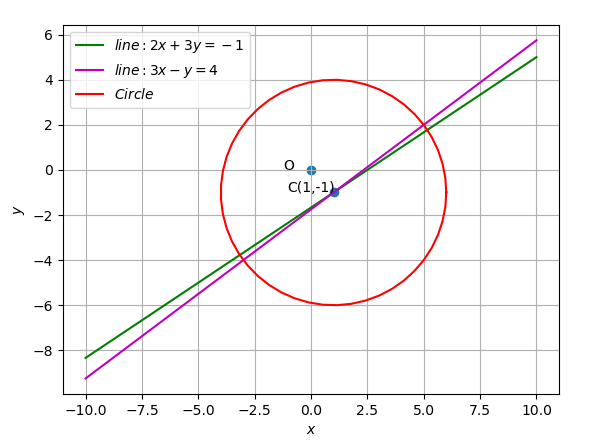 line : 2x + 3y = −1
line : 3x − y = 4
Circle
O
C(1,-1)
y
6
4
2
0
−2
−4
−6
−8
−10.0 −7.5 −5.0 −2.5 0.0 2.5 5.0 7.5 10.0
x